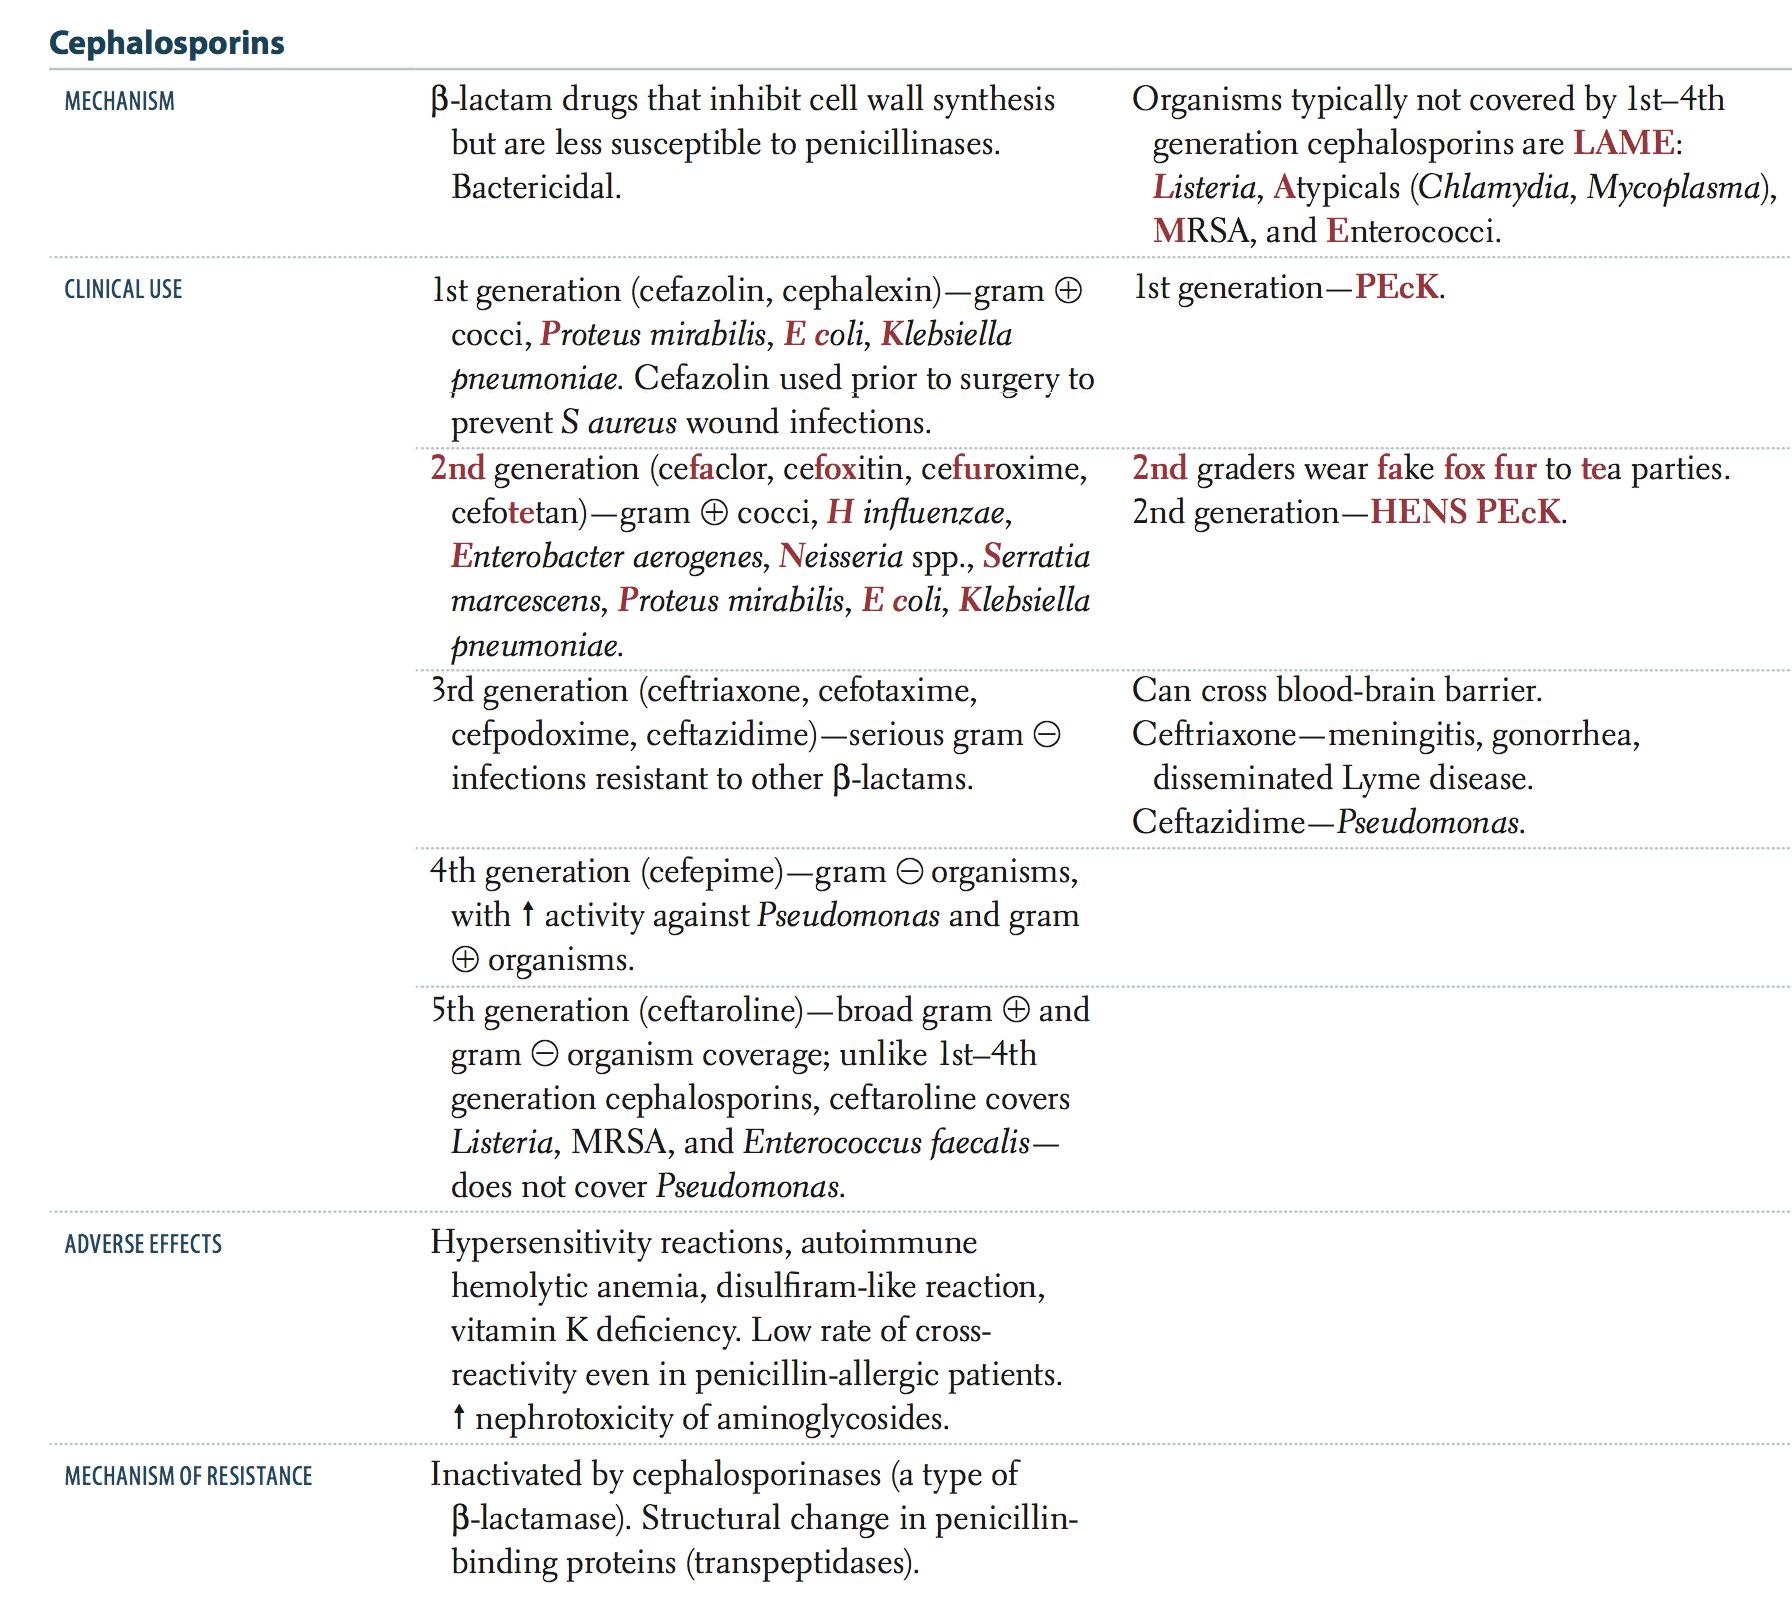 Cephalosporins
MECHANISM
β-lactam drugs that inhibit cell wall synthesis
but are less susceptible to penicillinases.
Bactericidal.
Organisms typically not covered by 1st–4th
generation cephalosporins are LAME:
Listeria, Atypicals (Chlamydia, Mycoplasma),
MRSA, and Enterococci.
CLINICAL USE
1st generation (cefazolin, cephalexin)—gram ⊕
cocci, Proteus mirabilis, E coli, Klebsiella
pneumoniae. Cefazolin used prior to surgery to
prevent S aureus wound infections.
1st generation—PEcK.
2nd generation (cefaclor, cefoxitin, cefuroxime,
cefotetan)—gram ⊕ cocci, H influenzae,
Enterobacter aerogenes, Neisseria spp., Serratia
marcescens, Proteus mirabilis, E coli, Klebsiella
pneumoniae.
2nd graders wear fake fox fur to tea parties.
2nd generation—HENS PEcK.
3rd generation (ceftriaxone, cefotaxime,
cefpodoxime, ceftazidime)—serious gram ⊖
infections resistant to other β-lactams.
Can cross blood-brain barrier.
Ceftriaxone—meningitis, gonorrhea,
disseminated Lyme disease.
Ceftazidime—Pseudomonas.
4th generation (cefepime)—gram ⊖ organisms,
with ↑ activity against Pseudomonas and gram
⊕ organisms.
5th generation (ceftaroline)—broad gram ⊕ and
gram ⊖ organism coverage; unlike 1st–4th
generation cephalosporins, ceftaroline covers
Listeria, MRSA, and Enterococcus faecalis—
does not cover Pseudomonas.
ADVERSE EFFECTS
Hypersensitivity reactions, autoimmune
hemolytic anemia, disulfiram-like reaction,
vitamin K deficiency. Low rate of cross-
reactivity even in penicillin-allergic patients.
↑ nephrotoxicity of aminoglycosides.
MECHANISM OF RESISTANCE
Inactivated by cephalosporinases (a type of
β-lactamase). Structural change in penicillin-
binding proteins (transpeptidases).